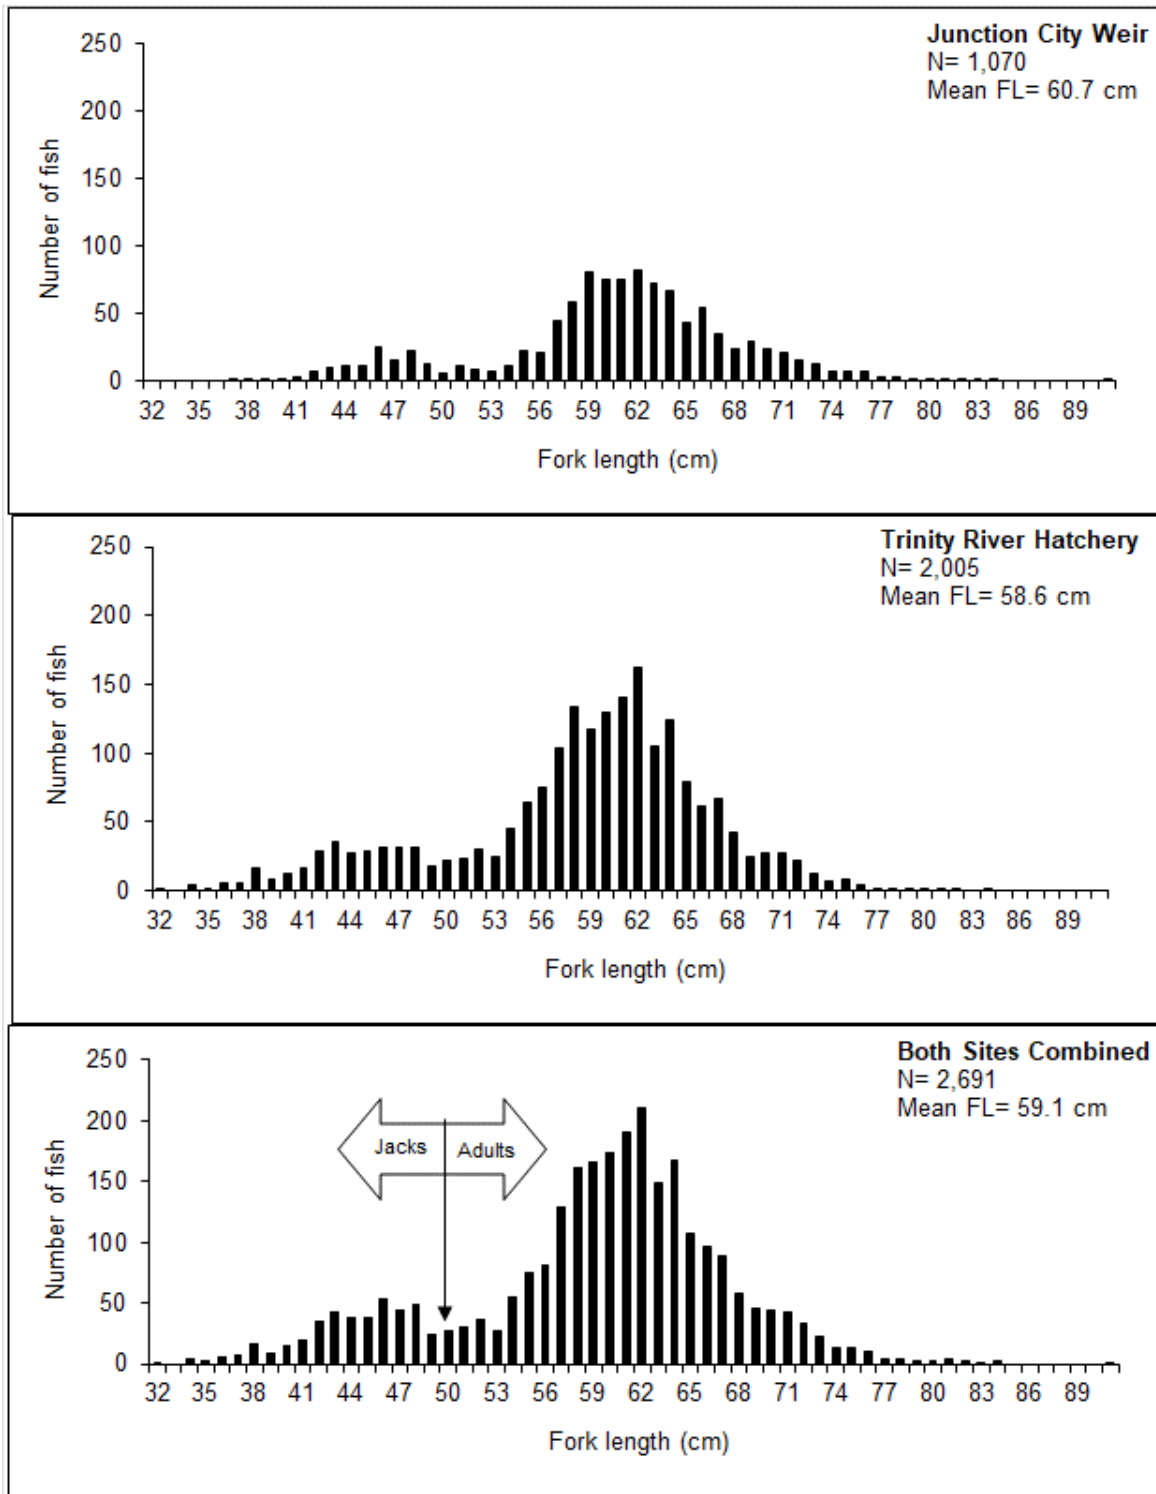 Junction City Weir
N= 1,070
Mean FL= 60.7 cm
250
200
150
100
50
0
Number of fish
32 35 38 41 44 47 50 53 56 59 62 65 68 71 74 77 80 83 86 89
Fork length (cm)
Trinity River Hatchery
N= 2,005
Mean FL= 58.6 cm
250
200
150
100
50
0
Number of fish
32 35 38 41 44 47 50 53 56 59 62 65 68 71 74 77 80 83 86 89
Fork length (cm)
Both Sites Combined
N= 2,691
Mean FL= 59.1 cm
250
200
150
100
50
0
Number of fish
Jacks Adults
32 35 38 41 44 47 50 53 56 59 62 65 68 71 74 77 80 83 86 89
Fork length (cm)